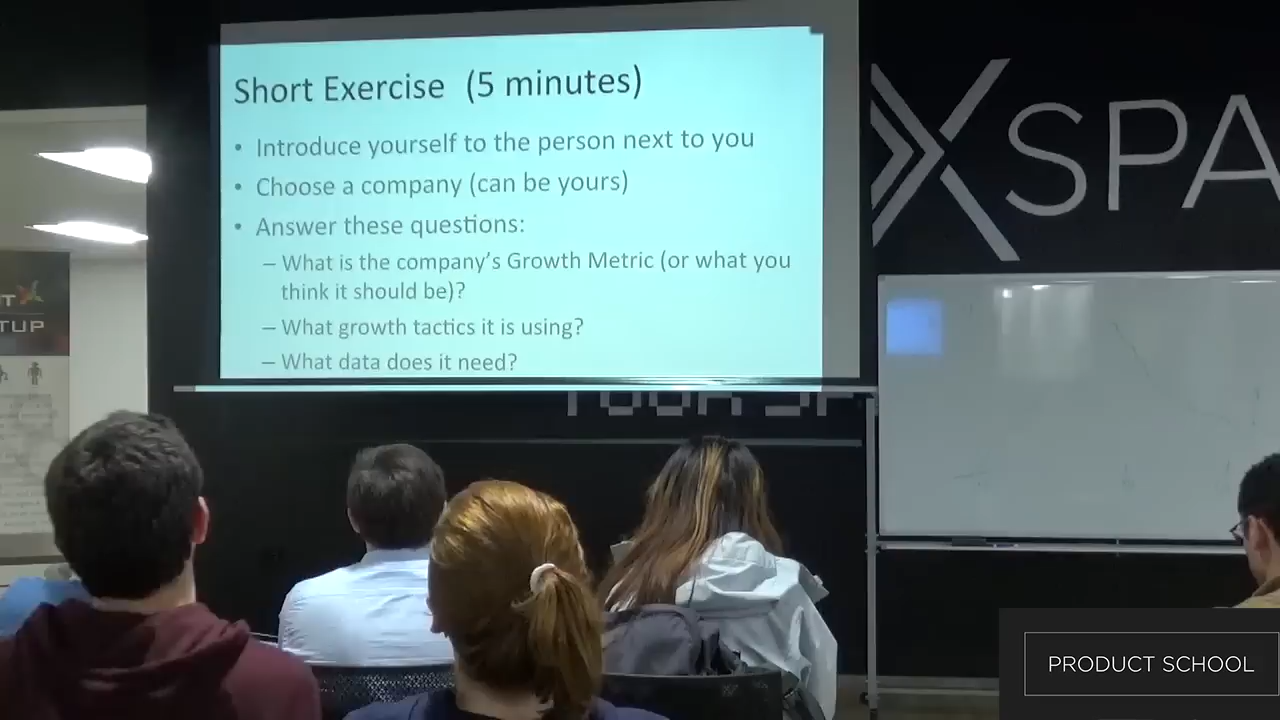 Short Exercise (5 minutes)
• Introduce yourself to the person next to you
• Choose a company (can be yours)
• Answer these questions:
– What is the company's Growth Metric (or what you
think it should be)?
– What growth tactics it is using?
– What data does it need?
XSPA
TUP
PRODUCT SCHOOL